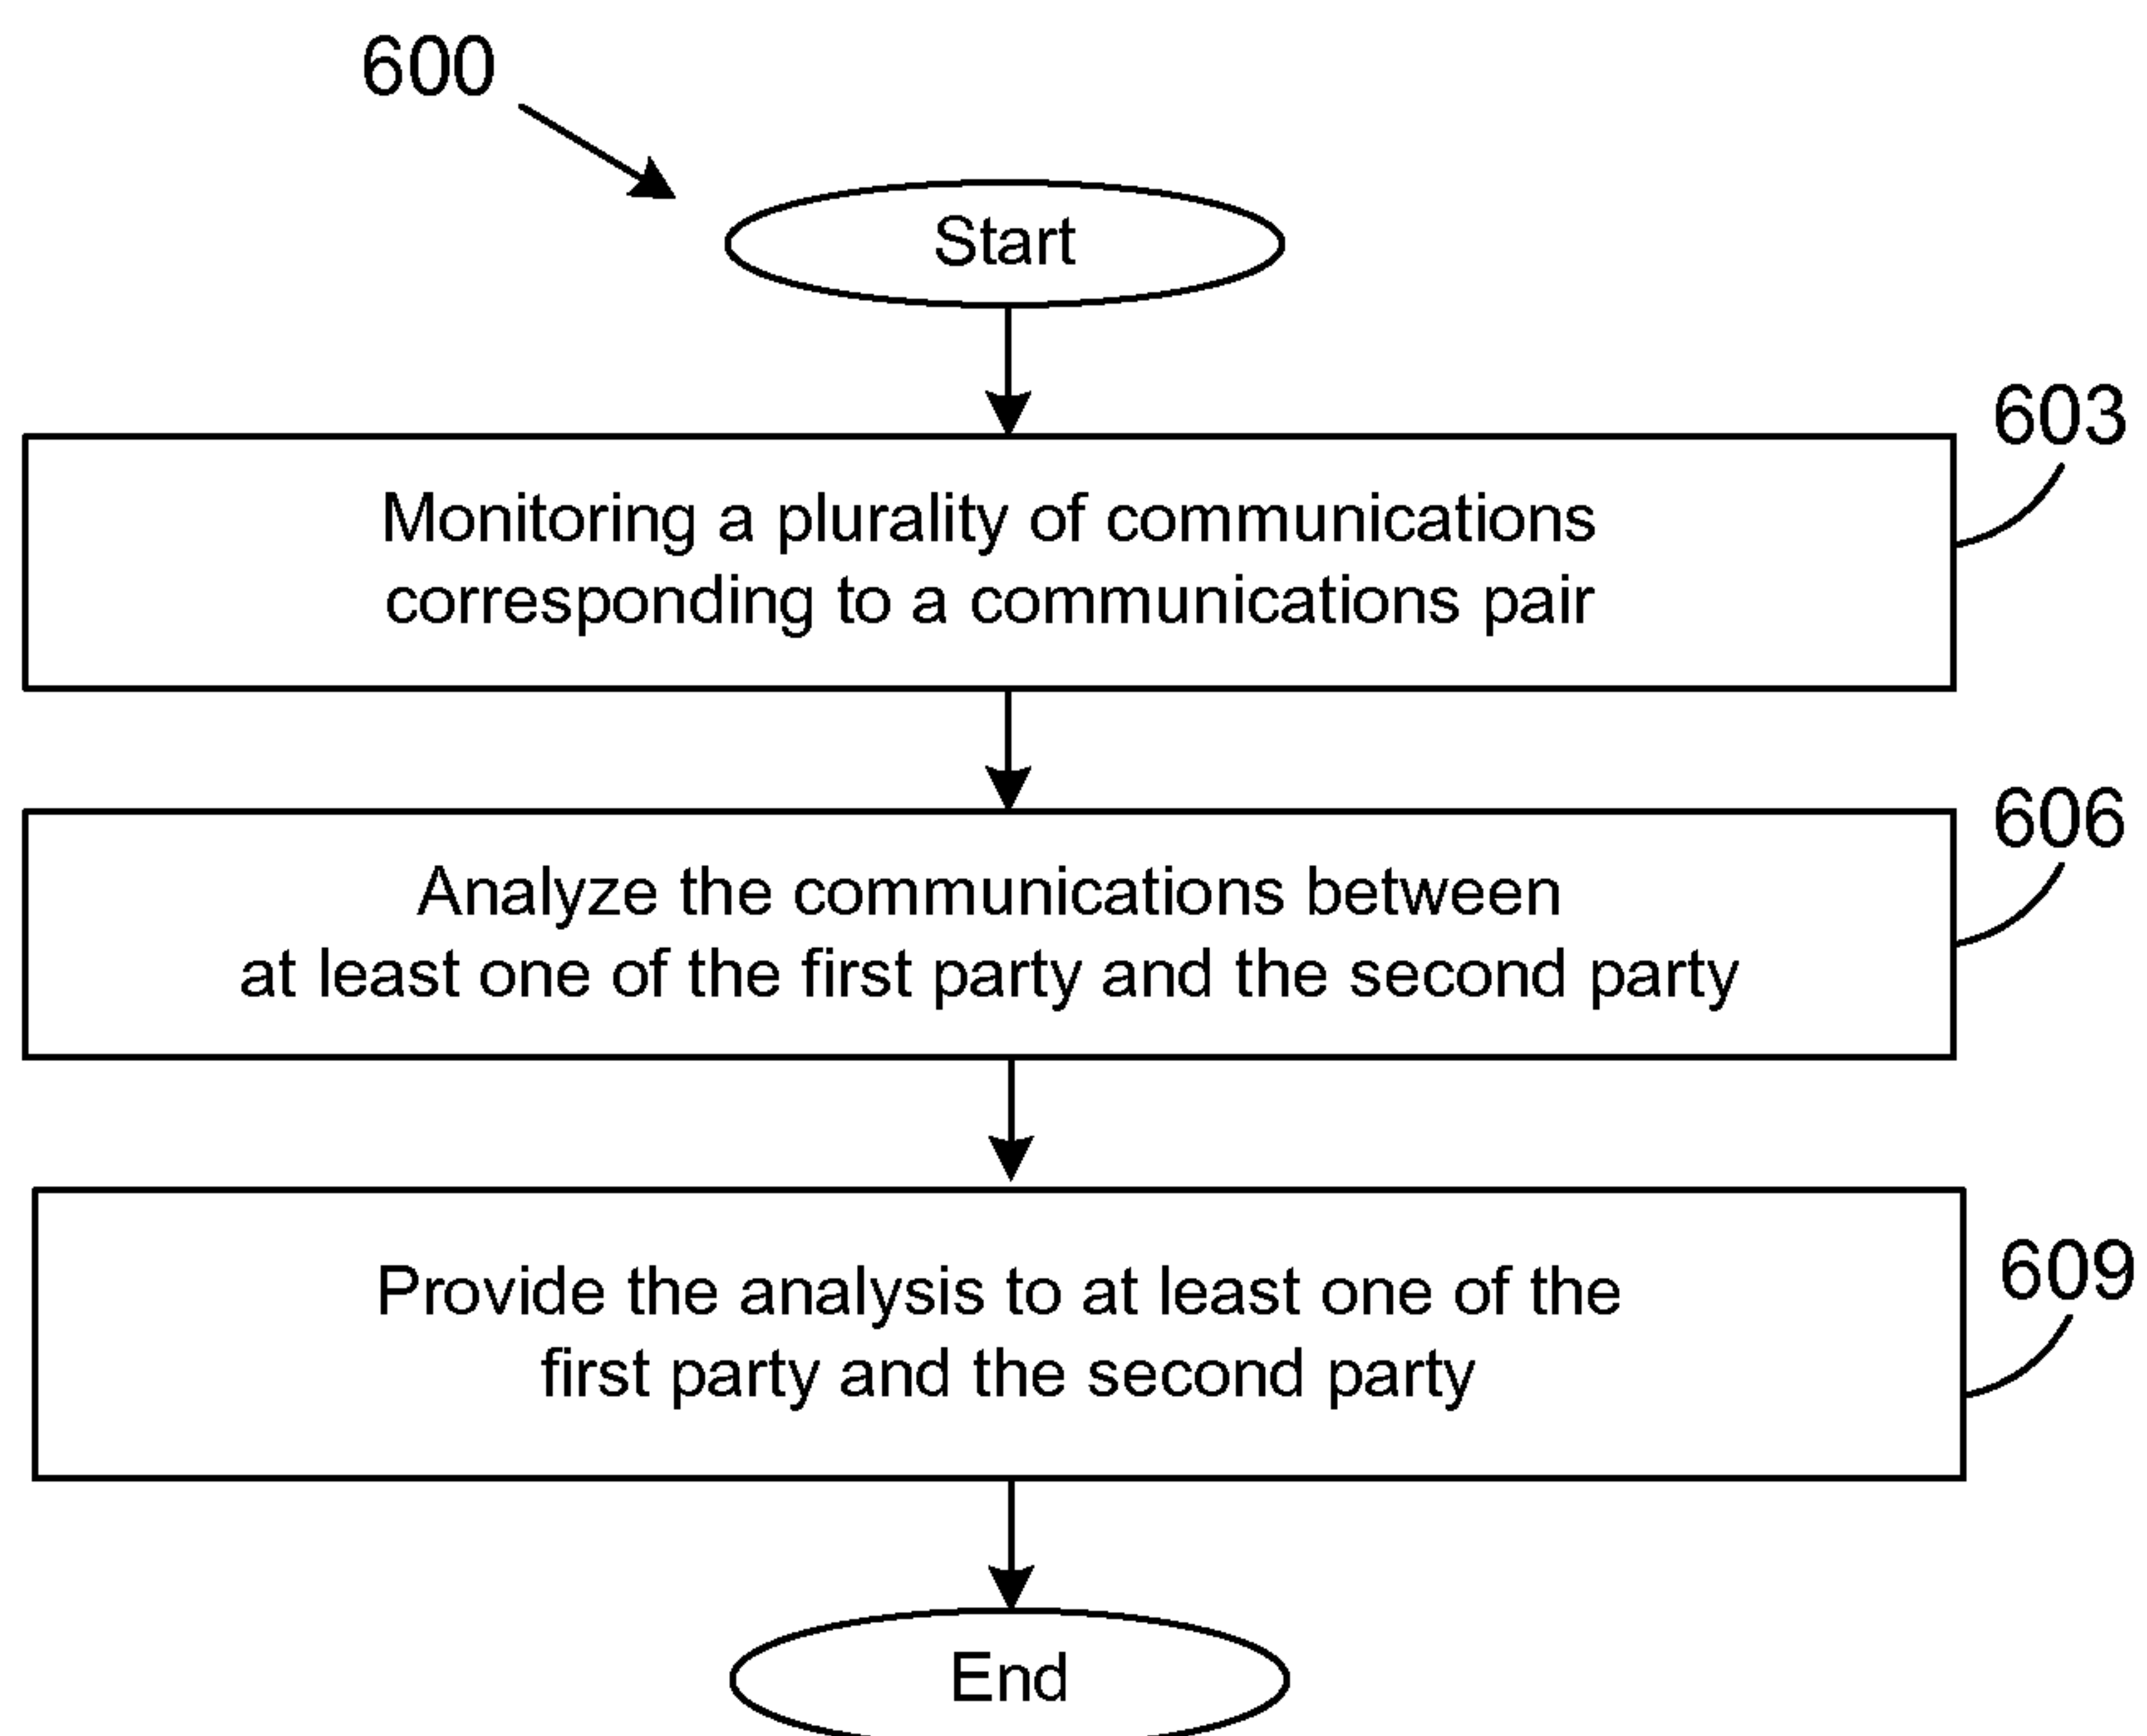 600
Start
603
Monitoring a plurality of communications
corresponding to a communications pair
606
Analyze the communications between
at least one of the first party and the second party
609
Provide the analysis to at least one of the
first party and the second party
End